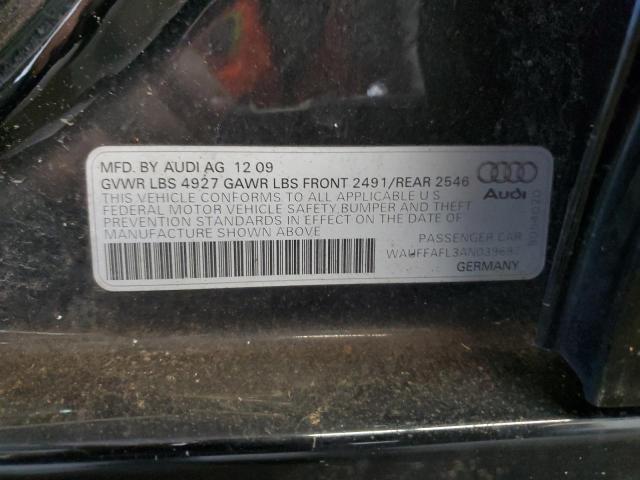 MFD. BY AUDI AG 12 09
GVWR LBS 4927 GAWR LBS FRONT 2491/REAR 2546
THIS VEHICLE CONFORMS TO ALL APPLICABLE U S
FEDERAL MOTOR VEHICLE SAFETY, BUMPER AND THEFT
PREVENTION STANDARDS IN EFFECT ON THE DATE OF
MANUFACTURE SHOWN ABOVE
Audi
PASSENGER CAR
GERMANY